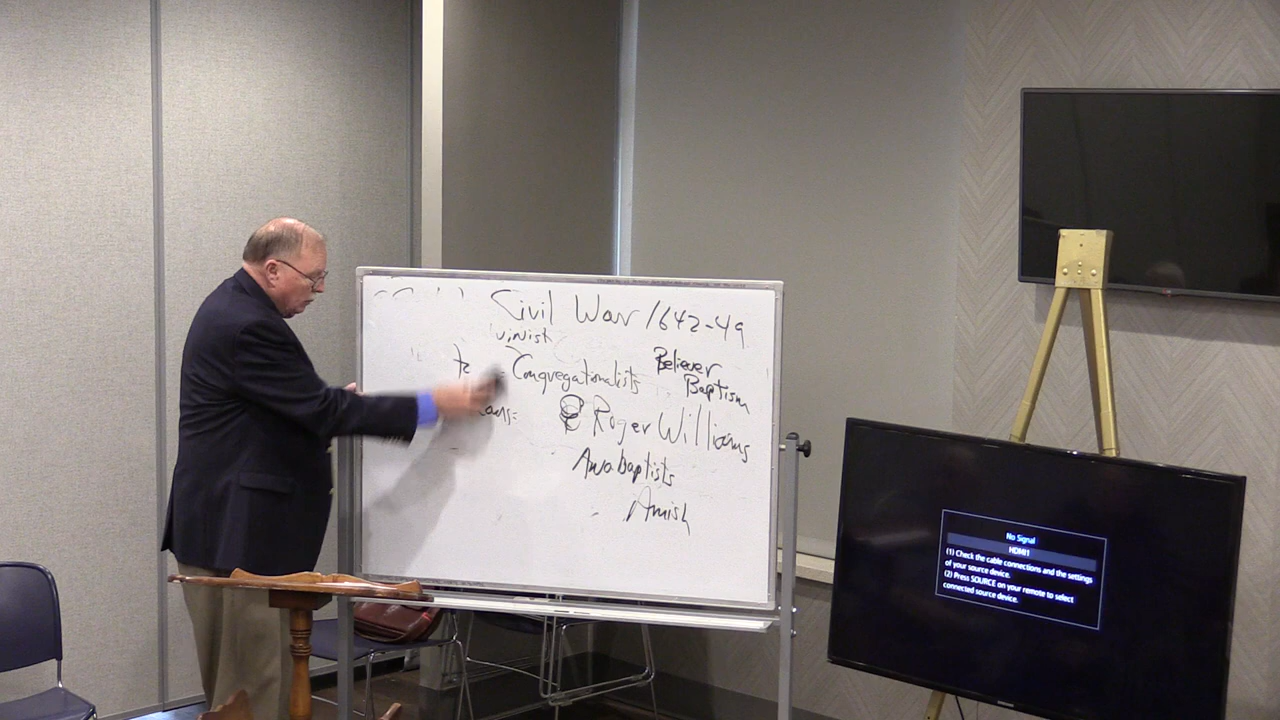 Civil War 1642-49
Congregationalists
Believer
Baptism
Roger Williams
Anabaptists
Amish
No Signal
HDMI1
(1) Check the cable connections and the settings
of your source device.
(2) Press SOURCE on your remote to select
connected source device.